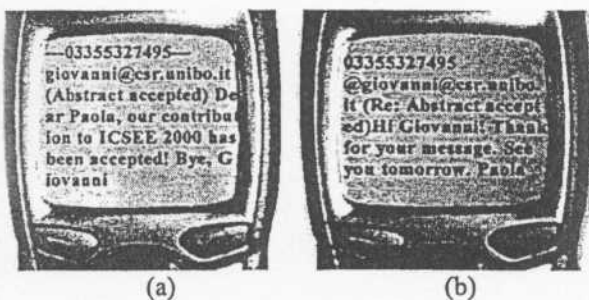 —03355327495—
giovanni@csr.unibo.it
(Abstract accepted) De
ar Paola, our contribut
ion to ICSEE 2000 has
been accepted! Bye, G
iovanni
(a)
03355327495
@giovanni@csr.unibo.
it (Re: Abstract accept
ed)Hi Giovanni! Thank
for your message. See
you tomorrow. Paola
(b)